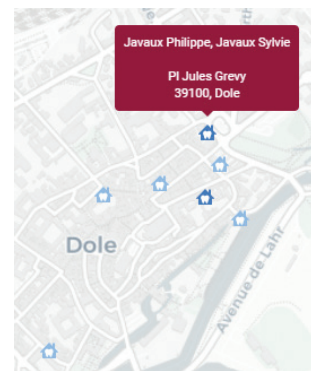 Javaux Philippe, Javaux Sylvie
Pl Jules Grevy
39100, Dole
Dole
Avenue de Lahr